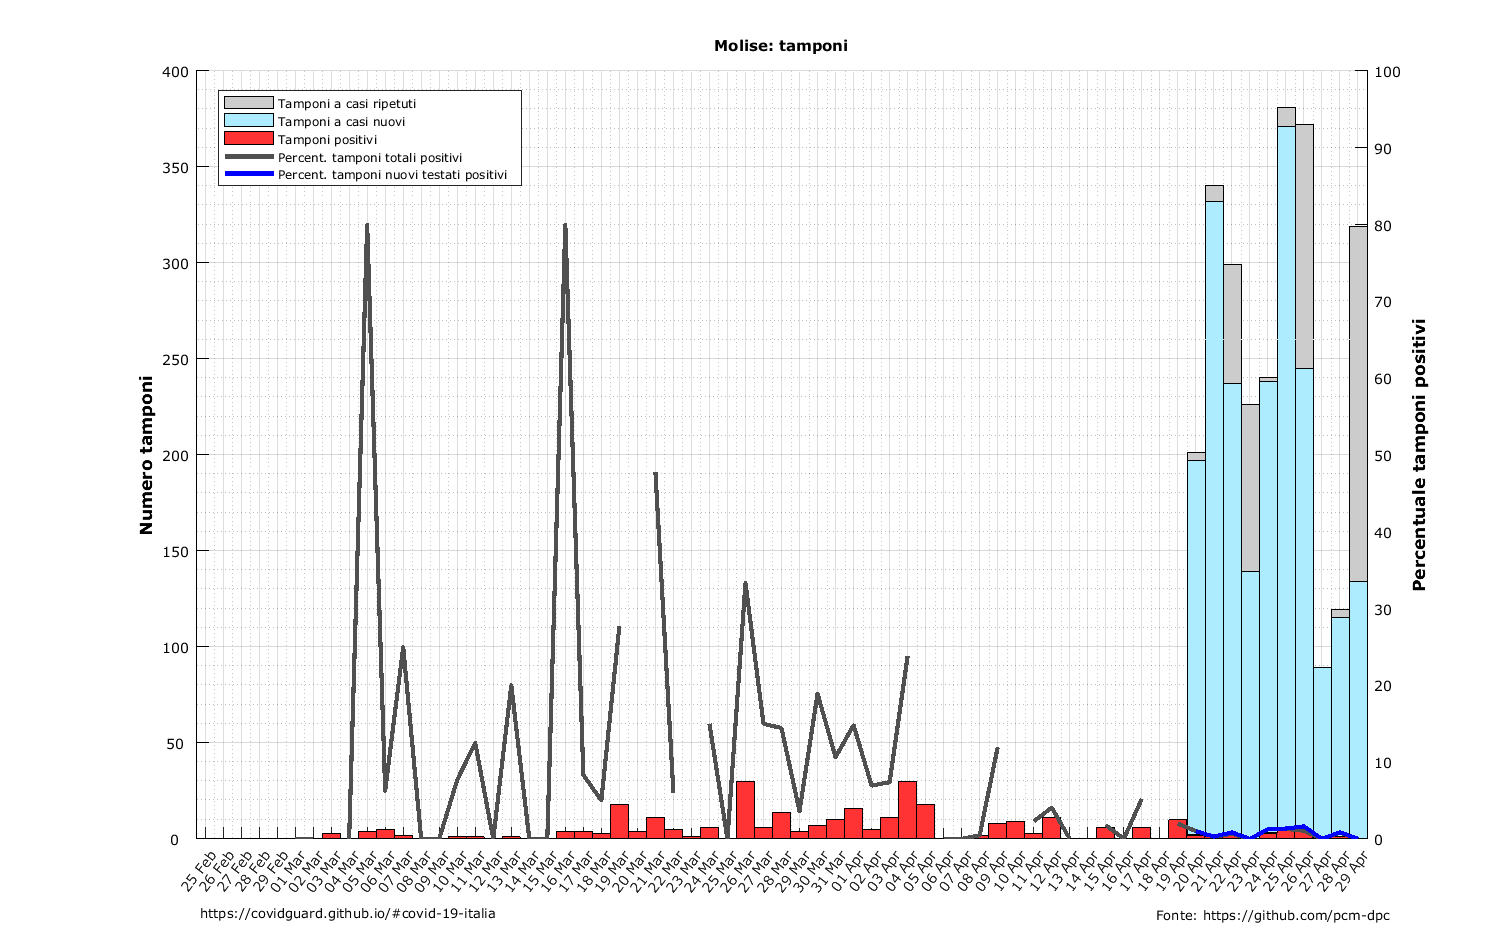 Molise: tamponi
Tamponi a casi ripetuti
Tamponi a casi nuovi
Tamponi positivi
Percent. tamponi totali positivi
Percent. tamponi nuovi testati positivi
Numero tamponi
400
350
300
250
200
150
100
50
0
Percentuale tamponi positivi
100
90
80
70
60
50
40
30
20
10
0
25 Feb
26 Feb
27 Feb
28 Feb
29 Feb
01 Mar
02 Mar
03 Mar
04 Mar
05 Mar
06 Mar
07 Mar
08 Mar
09 Mar
10 Mar
11 Mar
12 Mar
13 Mar
14 Mar
15 Mar
16 Mar
17 Mar
18 Mar
19 Mar
20 Mar
21 Mar
22 Mar
23 Mar
24 Mar
25 Mar
26 Mar
27 Mar
28 Mar
29 Mar
30 Mar
31 Mar
01 Apr
02 Apr
03 Apr
04 Apr
05 Apr
06 Apr
07 Apr
08 Apr
09 Apr
10 Apr
11 Apr
12 Apr
13 Apr
14 Apr
15 Apr
16 Apr
17 Apr
18 Apr
19 Apr
20 Apr
21 Apr
22 Apr
23 Apr
24 Apr
25 Apr
26 Apr
27 Apr
28 Apr
29 Apr
https://covidguard.github.io/#covid-19-italia
Fonte: https://github.com/pcm-dpc